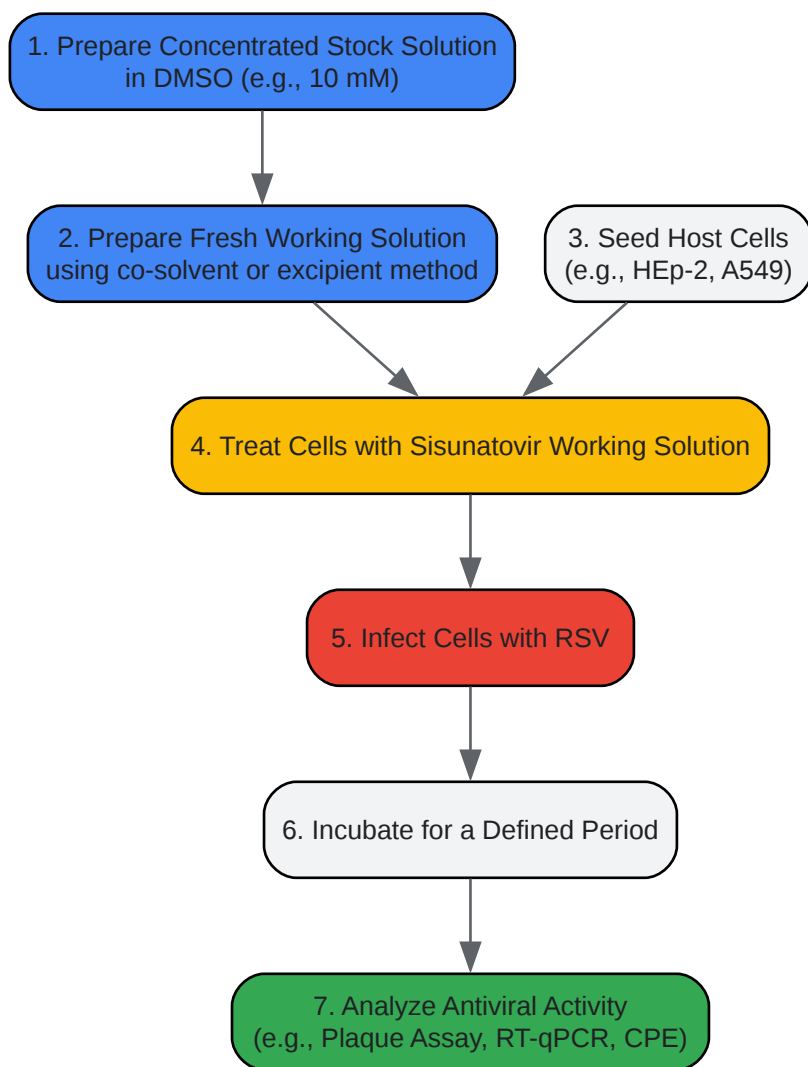 1. Prepare Concentrated Stock Solution
in DMSO (e.g., 10 mM)
2. Prepare Fresh Working Solution
using co-solvent or excipient method
3. Seed Host Cells
(e.g., HEp-2, A549)
4. Treat Cells with Sisunatovir Working Solution
5. Infect Cells with RSV
6. Incubate for a Defined Period
7. Analyze Antiviral Activity
(e.g., Plaque Assay, RT-qPCR, CPE)